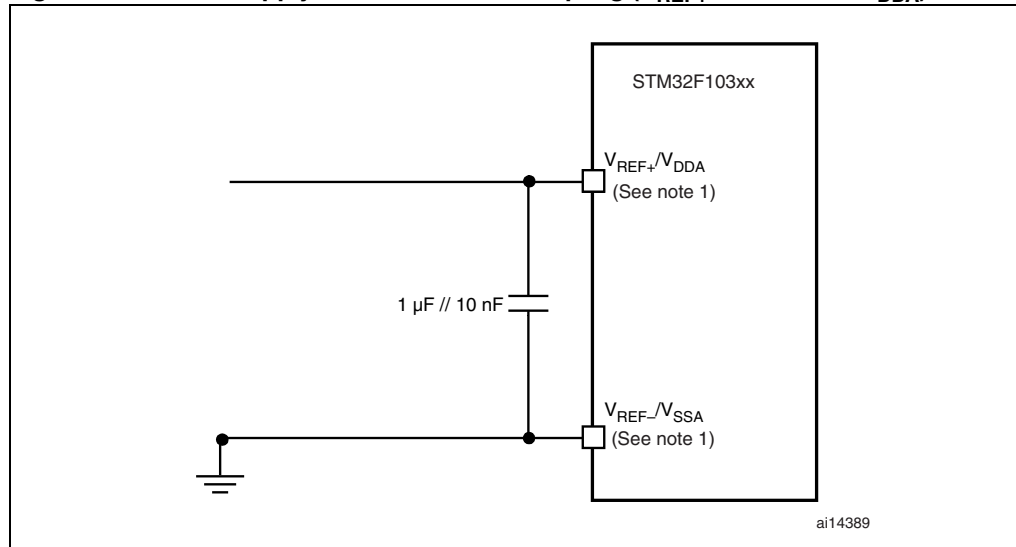 STM32F103xx
VREF+/VDDA
(See note 1)
1 µF // 10 nF
VREF–/VSSA
(See note 1)
ai14389